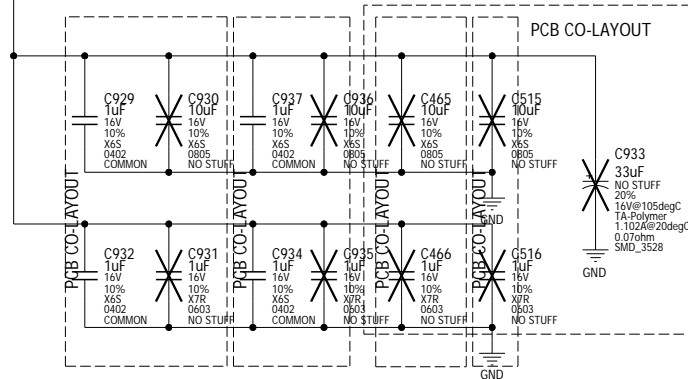 PCB CO-LAYOUT
C929
1uF
16V
10%
X6S
0402
COMMON
C930
10uF
16V
10%
X6S
0805
NO STUFF
C937
1uF
16V
10%
X6S
0402
COMMON
C936
10uF
16V
10%
X6S
0805
NO STUFF
C465
10uF
16V
10%
X6S
0805
NO STUFF
C515
10uF
16V
10%
X6S
0805
NO STUFF
C933
33uF
NO STUFF
20%
16V@105degC
TA-Polymer
1.102A@20degC
0.07ohm
SMD_3528
GND
GND
PCB CO-LAYOUT
PCB CO-LAYOUT
PCB CO-LAYOUT
PCB CO-LAYOUT
C932
1uF
16V
10%
X6S
0402
COMMON
C931
1uF
16V
10%
X7R
0603
NO STUFF
C934
1uF
16V
10%
X6S
0402
COMMON
C935
1uF
16V
10%
X7R
0603
NO STUFF
C466
1uF
16V
10%
X7R
0603
NO STUFF
C516
1uF
16V
10%
X7R
0603
NO STUFF
GND